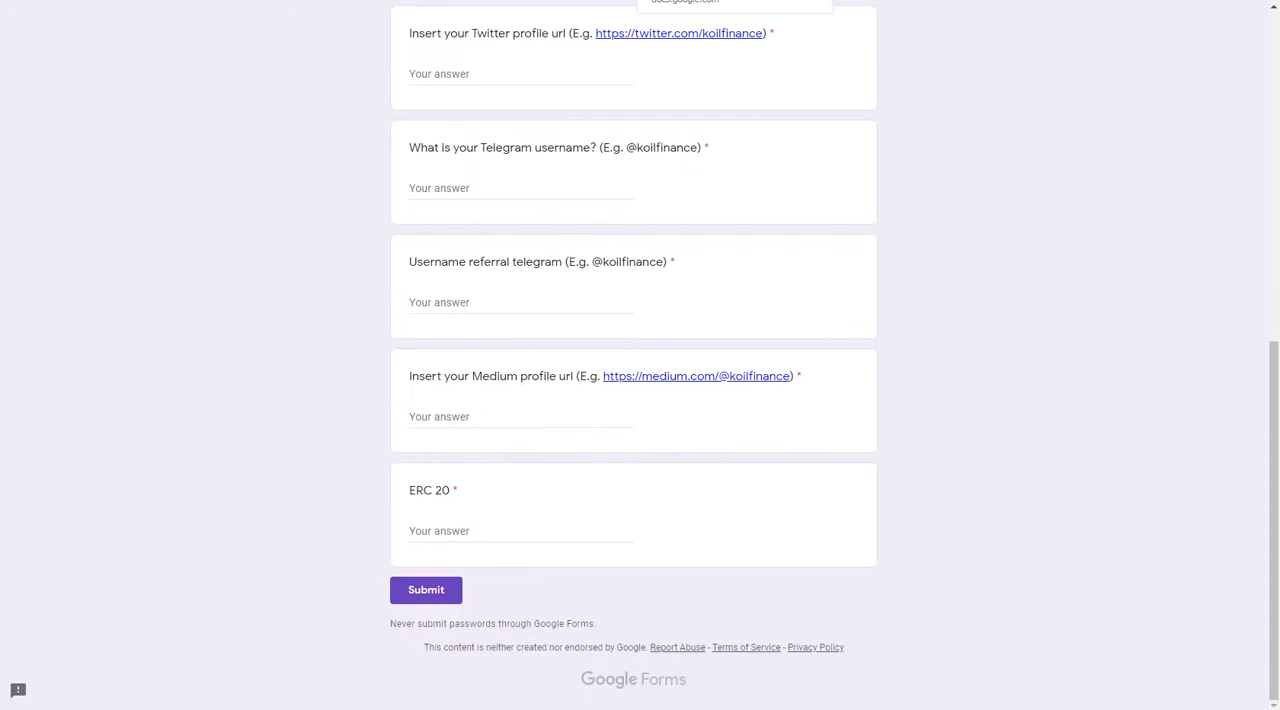 docs.google.com
Insert your Twitter profile url (E.g. https://twitter.com/koilfinance) *
Your answer
What is your Telegram username? (E.g. @koilfinance) *
Your answer
Username referral telegram (E.g. @koilfinance) *
Your answer
Insert your Medium profile url (E.g. https://medium.com/@koilfinance) *
Your answer
ERC 20 *
Your answer
Submit
Never submit passwords through Google Forms.
This content is neither created nor endorsed by Google. Report Abuse - Terms of Service - Privacy Policy
Google Forms